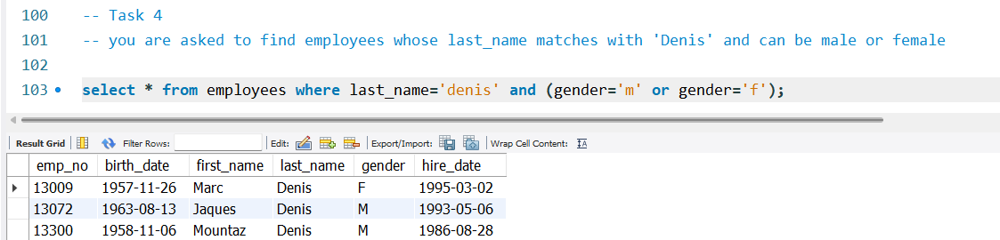 100 -- Task 4
101 -- you are asked to find employees whose last_name matches with 'Denis' and can be male or female
102
103 select * from employees where last_name='denis' and (gender='m' or gender='f');
Result Grid Filter Rows: Edit: Export/Import: Wrap Cell Content:
emp_no birth_date first_name last_name gender hire_date
13009 1957-11-26 Marc Denis F 1995-03-02
13072 1963-08-13 Jaques Denis M 1993-05-06
13300 1958-11-06 Mountaz Denis M 1986-08-28